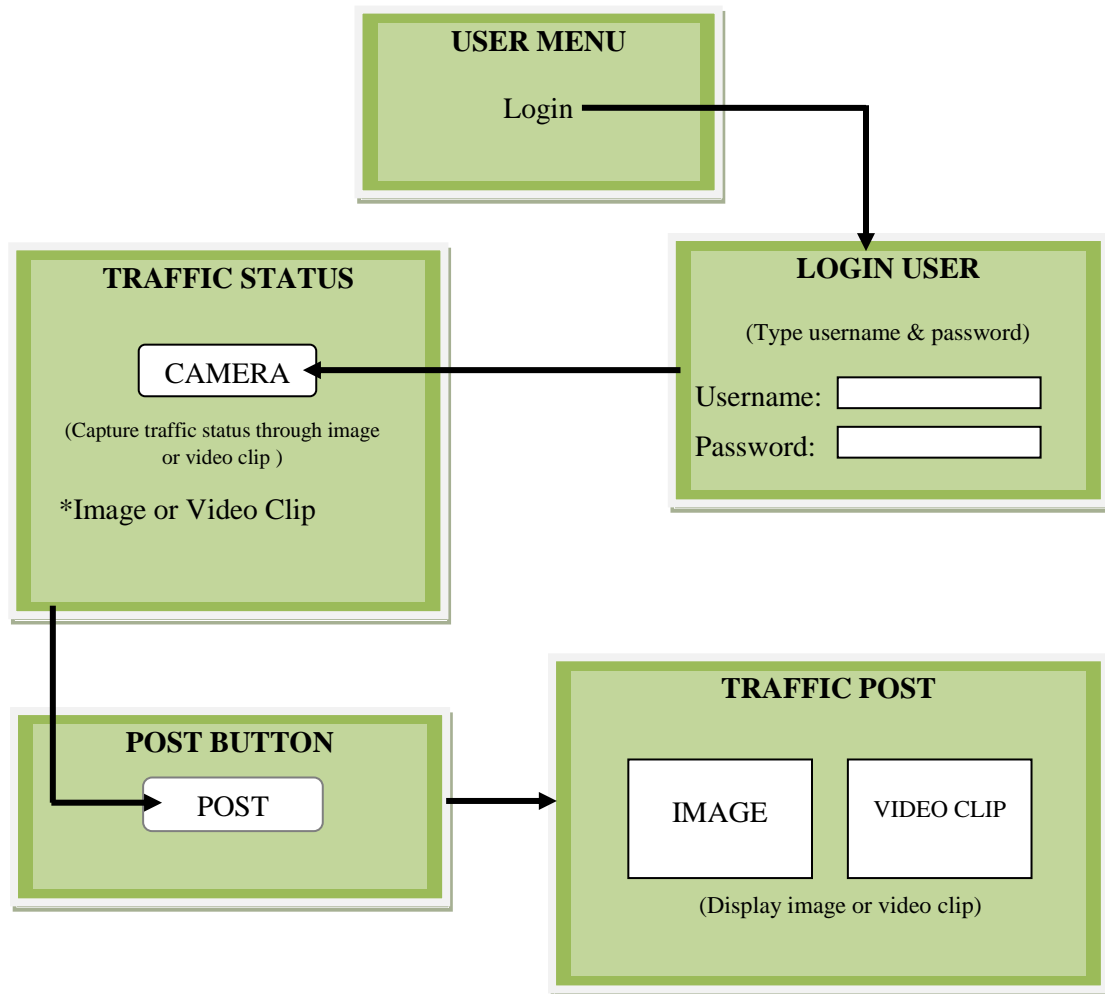 USER MENU
Login
LOGIN USER
(Type username & password)
Username:
Password:
TRAFFIC STATUS
CAMERA
(Capture traffic status through image
or video clip )
*Image or Video Clip
POST BUTTON
POST
TRAFFIC POST
IMAGE
VIDEO CLIP
(Display image or video clip)